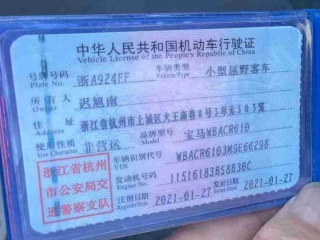 中华人民共和国机动车行驶证
Vehicle License of the People's Republic of China
号牌号码 浙A924FF 车辆类型 小型越野客车
Plate No. Vehicle Type
所有人 迟旭南
Owner
住址 浙江省杭州市上城区大王庙巷8号3单元303室
Address
使用性质 非营运 品牌型号 宝马WBACR610
Use Character Model
浙江省杭州市公安局交通警察支队
车辆识别代号 WBACR6103M9E66298
VIN
发动机号码 11516183B58B30C
Engine No.
注册日期 2021-01-27 发证日期 2021-01-27
Register Date Issue Date